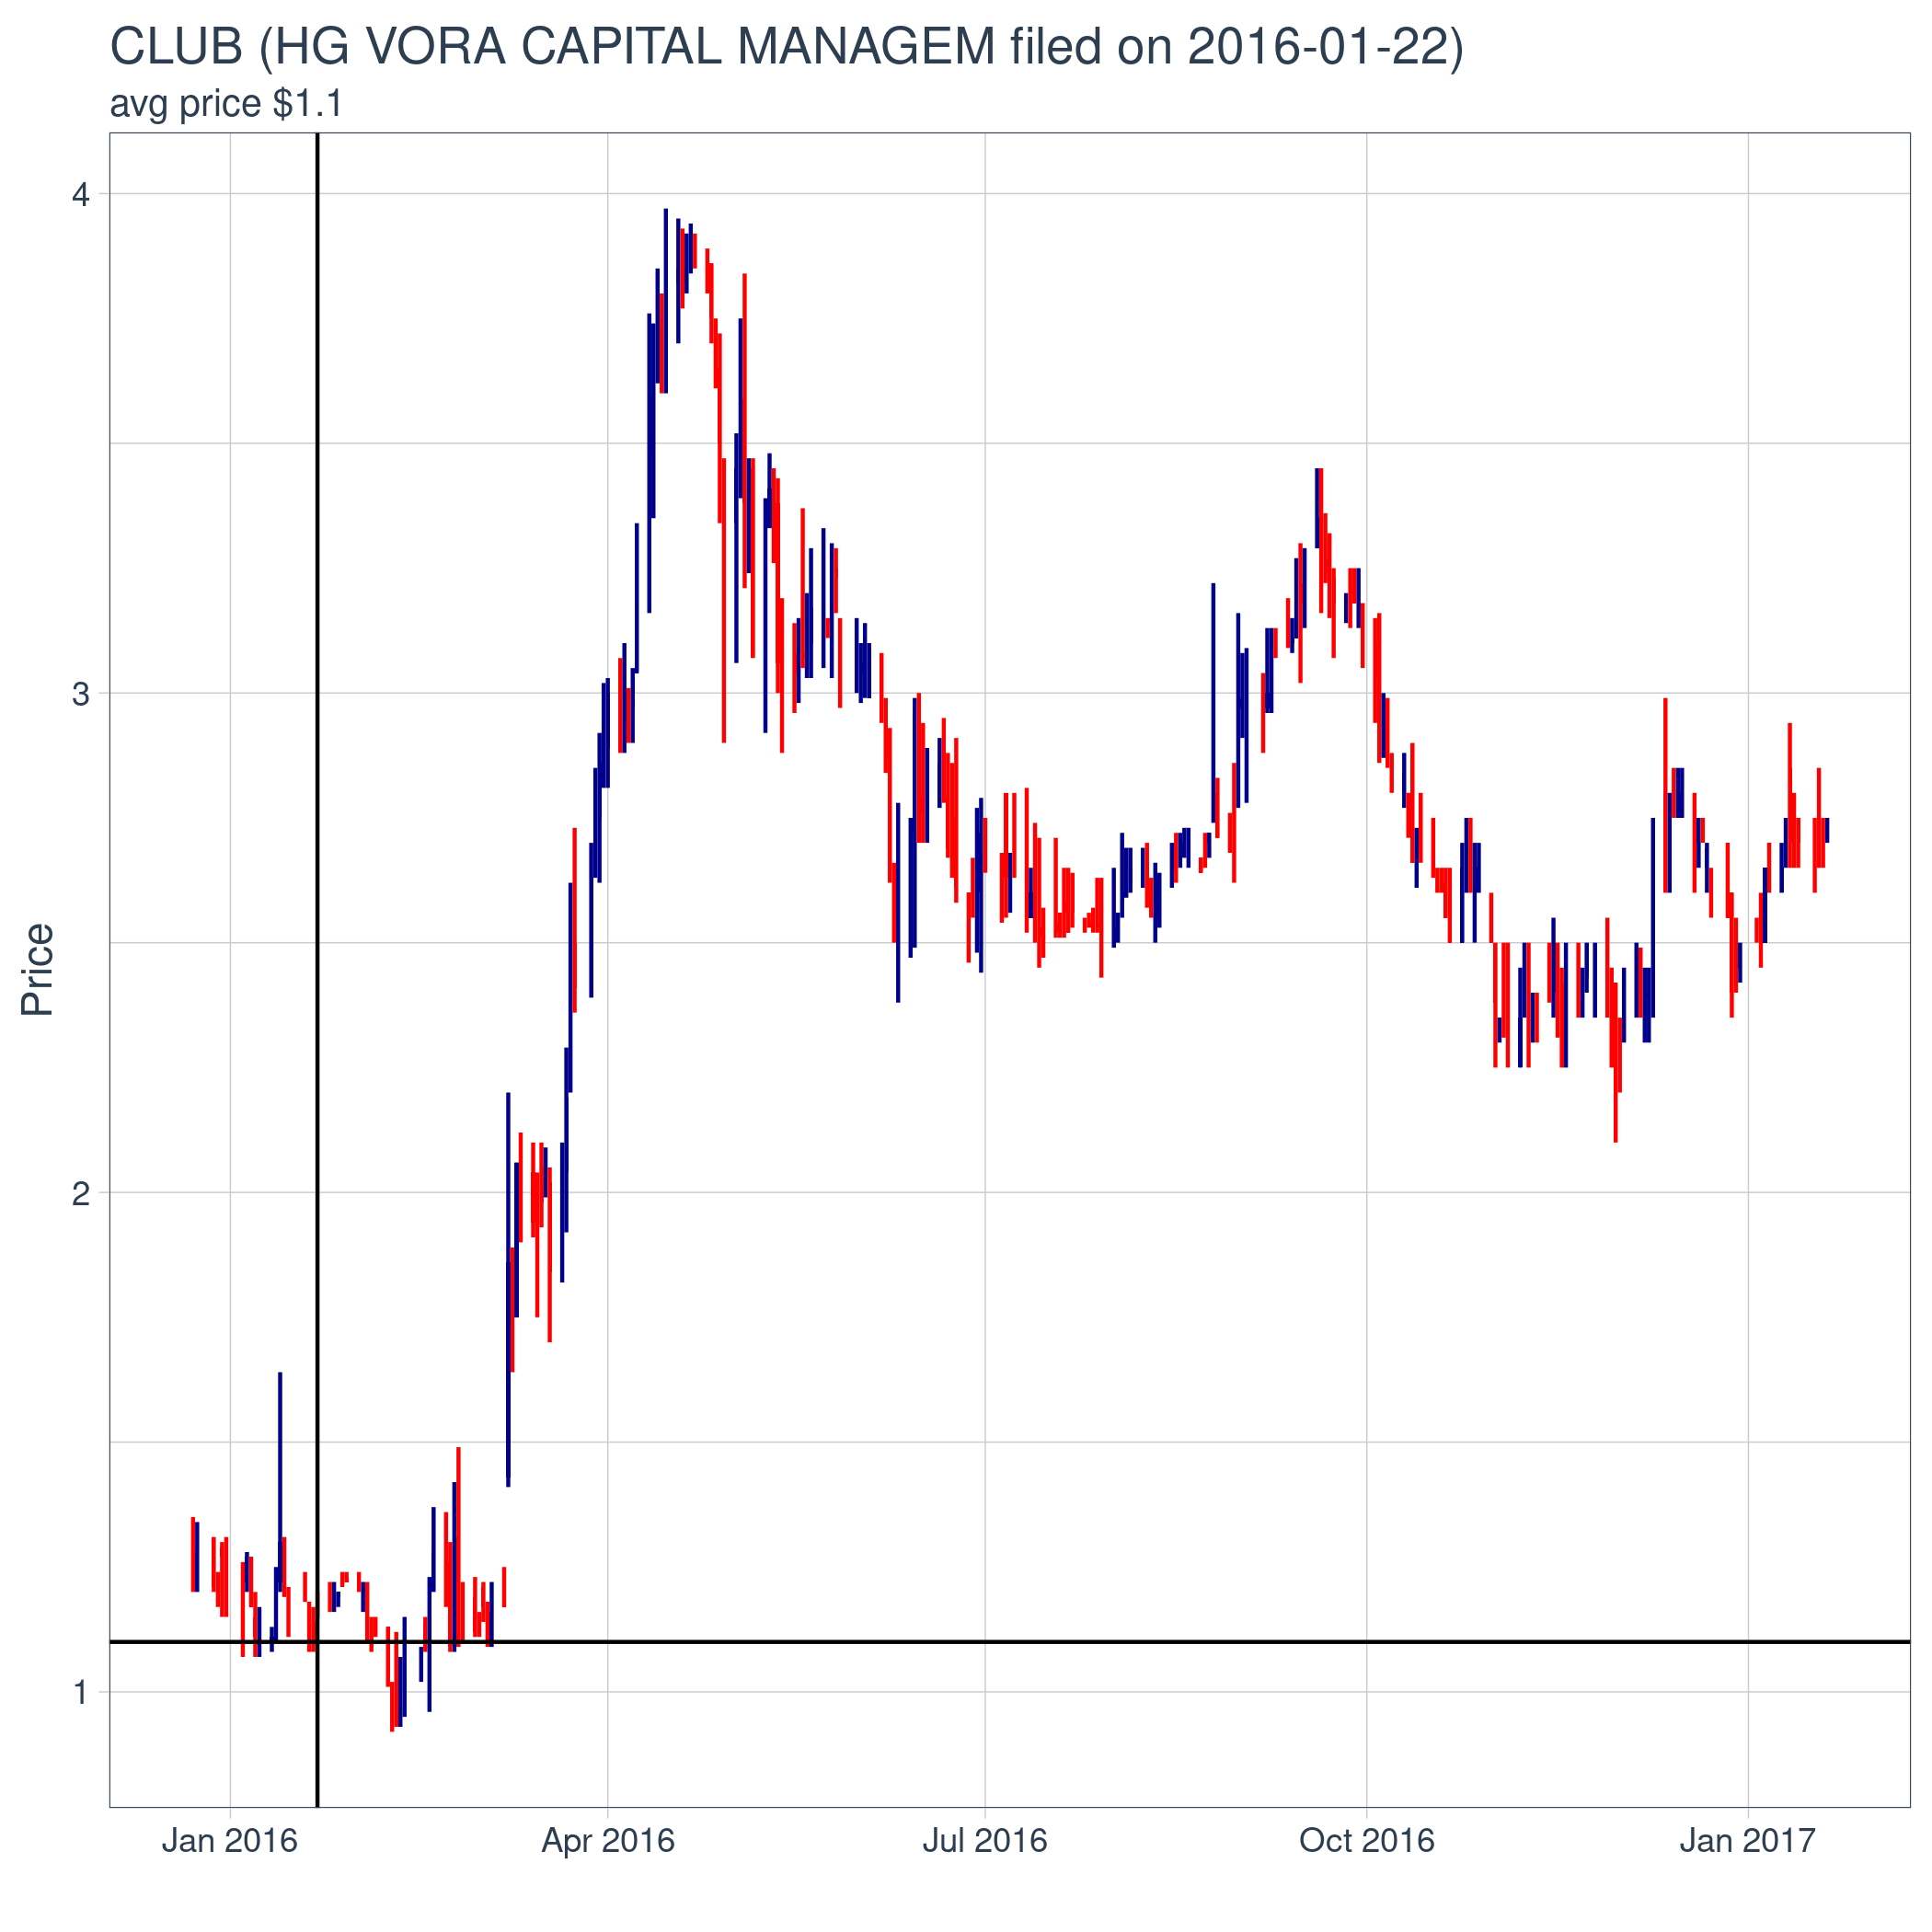 CLUB (HG VORA CAPITAL MANAGEM filed on 2016-01-22)
avg price $1.1
4
3
2
1
Price
Jan 2016
Apr 2016
Jul 2016
Oct 2016
Jan 2017